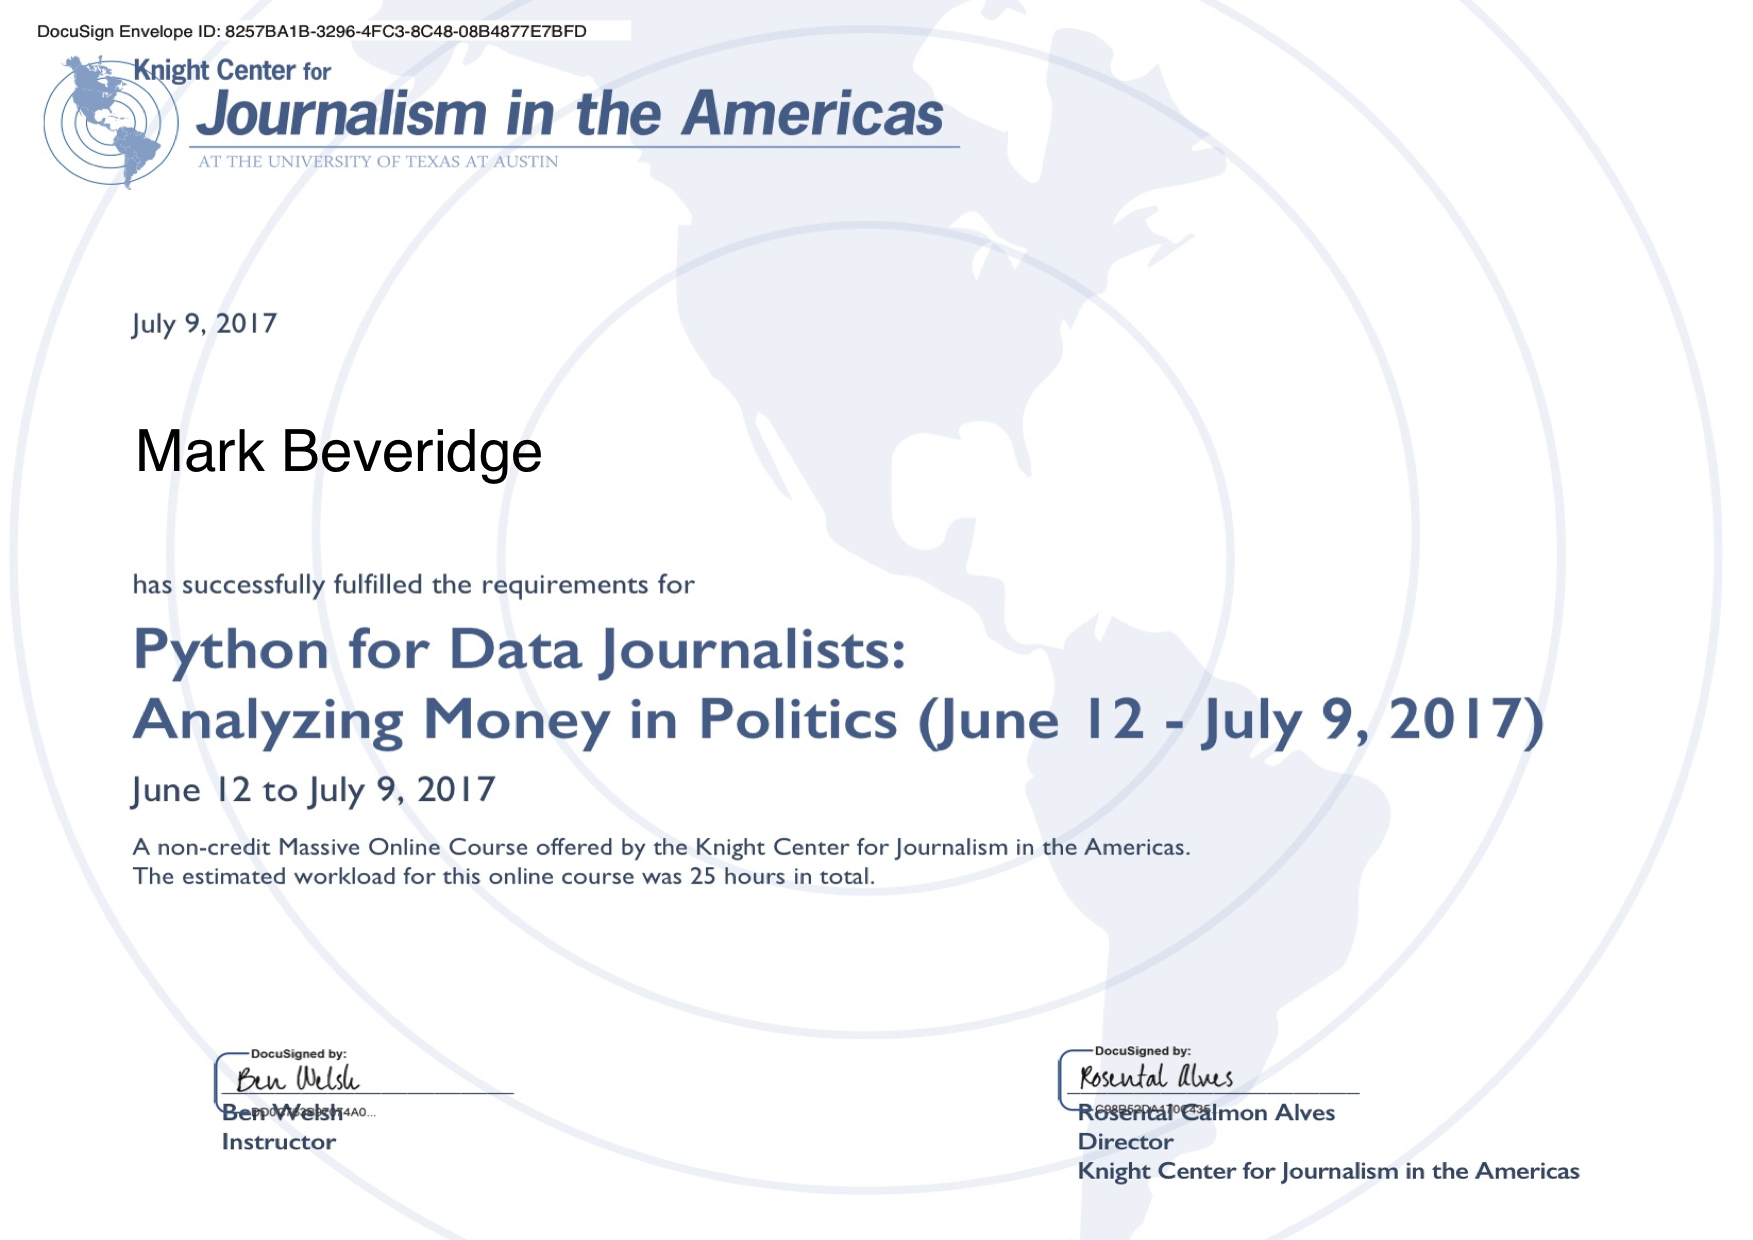 DocuSign Envelope ID: 8257BA1B-3296-4FC3-8C48-08B4877E7BFD
Knight Center for
Journalism in the Americas
AT THE UNIVERSITY OF TEXAS AT AUSTIN
July 9, 2017
Mark Beveridge
has successfully fulfilled the requirements for
Python for Data Journalists:
Analyzing Money in Politics (June 12 - July 9, 2017)
June 12 to July 9, 2017
A non-credit Massive Online Course offered by the Knight Center for Journalism in the Americas.
The estimated workload for this online course was 25 hours in total.
DocuSigned by:
Ben Welsh
Ben Welsh
Instructor
DocuSigned by:
Rosental Alves
Rosental Calmon Alves
Director
Knight Center for Journalism in the Americas